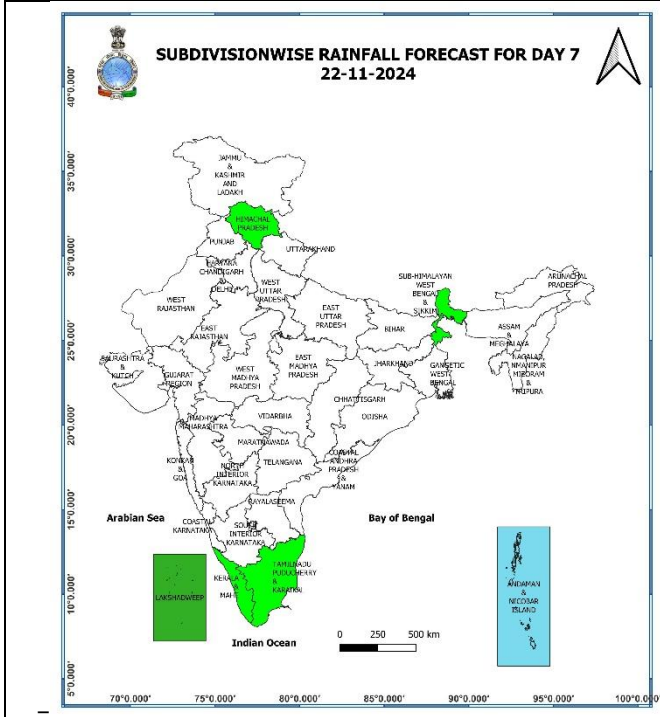 SUBDIVISIONWISE RAINFALL FORECAST FOR DAY 7
22-11-2024
40°0.000'
35°0.000'
30°0.000'
25°0.000'
20°0.000'
15°0.000'
10°0.000'
5°0.000'
JAMMU
&
KASHMIR
AND
LADAKH
HIMACHAL
PRADESH
PUNJAB
UTTARAKHAND
CHANDIGARH
&
DELHI
WEST
UTTAR
PRADESH
WEST
RAJASTHAN
EAST
RAJASTHAN
EAST
UTTAR
PRADESH
SUB-HIMALAYAN
WEST
BENGAL
&
SIKKIM
ARUNACHAL
PRADESH
BIHAR
ASSAM
&
MEGHALAYA
NAGALAD
MIZORAM
&
TRIPURA
SAURASHTRA
&
KUTCH
GUJARAT
REGION
WEST
MADHYA
PRADESH
EAST
MADHYA
PRADESH
JHARKHAND
GANGETIC
WEST
BENGAL
CHHATTISGARH
ODISHA
MADHYA
MAHARASHTRA
VIDARBHA
MARATHAWADA
KONKAN
&
GOA
NORTH
INTERIOR
KARNATAKA
TELANGANA
COASTAL
ANDHRA
PRADESH
&
YANAM
RAYALASEEMA
Arabian Sea
COASTAL
KARNATAKA
SOUTH
INTERIOR
KARNATAKA
Bay of Bengal
LAKSHADWEEP
KERALA
&
MAHE
TAMILNADU
PUDUCHERRY
&
KARAIKAL
ANDAMAN
&
NICOBAR
ISLAND
Indian Ocean
0 250 500 km
70°0.000' 75°0.000' 80°0.000' 85°0.000' 90°0.000' 95°0.000' 100°0.000'